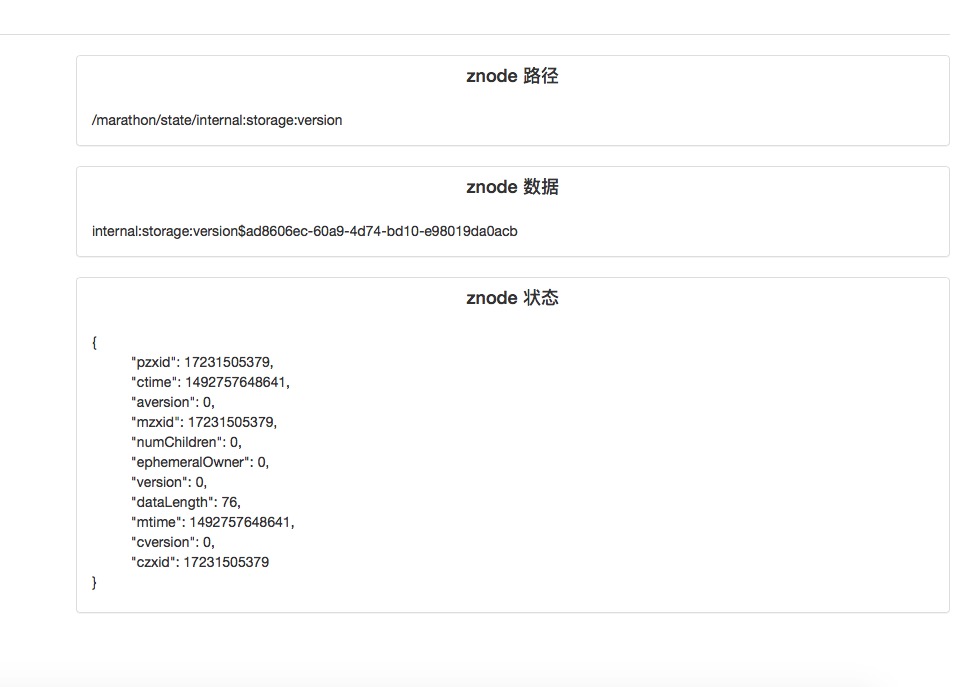 znode 路径
/marathon/state/internal:storage:version
znode 数据
internal:storage:version$ad8606ec-60a9-4d74-bd10-e98019da0acb
znode 状态
{
"pzxid": 17231505379,
"ctime": 1492757648641,
"aversion": 0,
"mzxid": 17231505379,
"numChildren": 0,
"ephemeralOwner": 0,
"version": 0,
"dataLength": 76,
"mtime": 1492757648641,
"cversion": 0,
"czxid": 17231505379
}